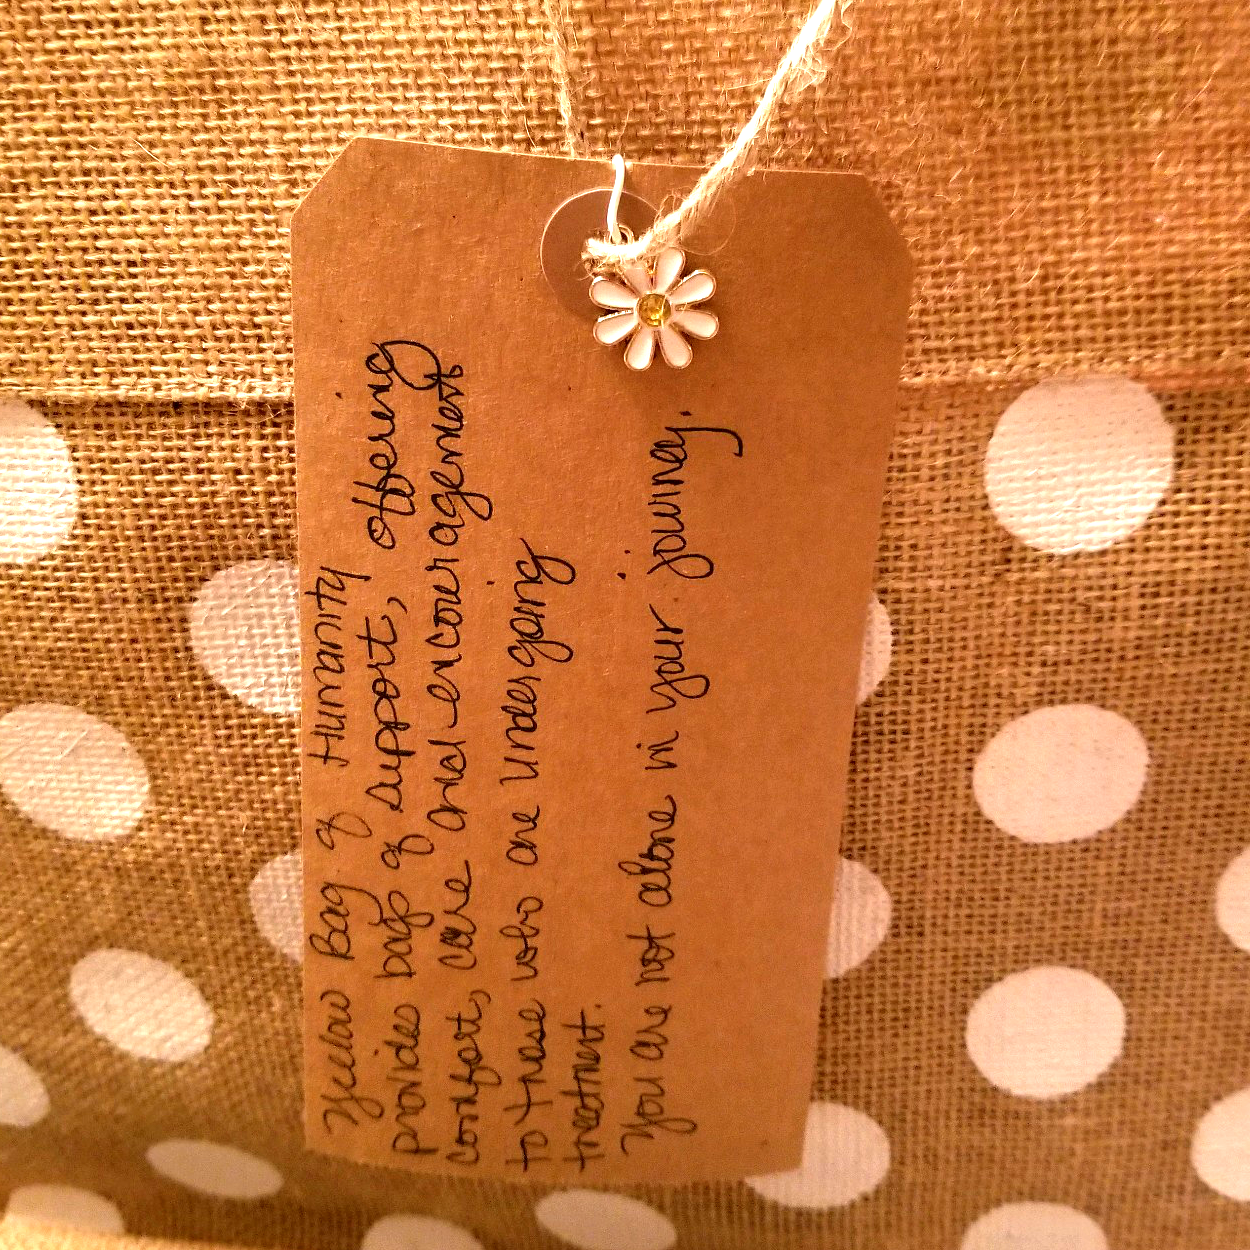 Yellow Bag of Humanity
provides bags of support, offering
comfort, care and encouragement
to those who are undergoing
treatment.
You are not alone in your journey.